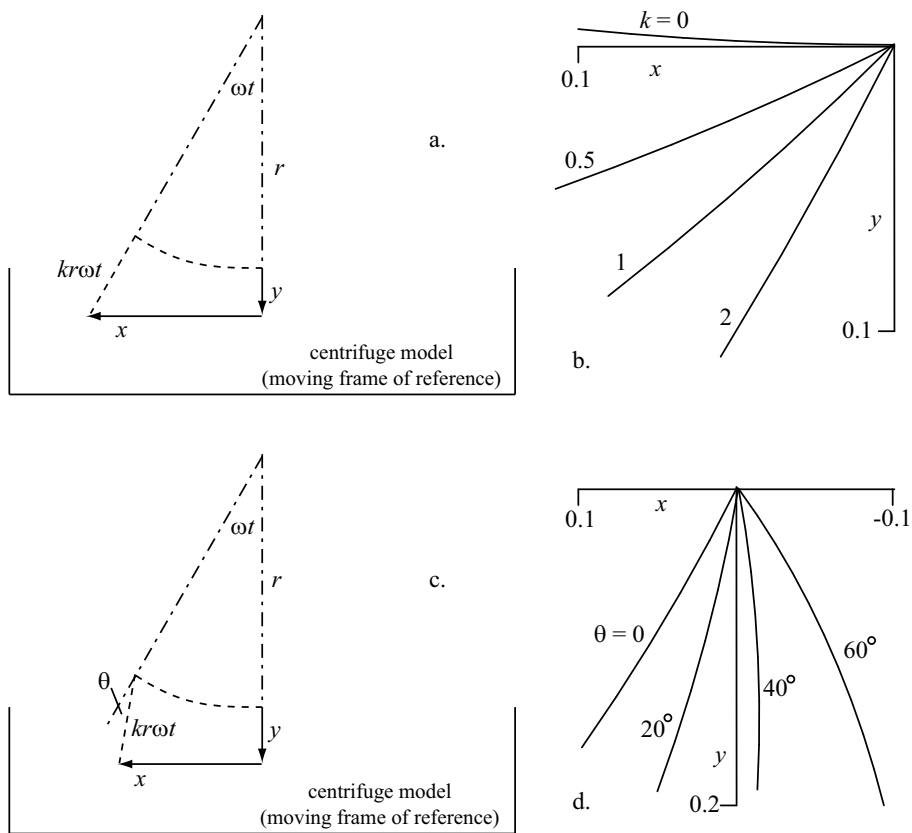 ωt
a.
r
krωt
y
x
centrifuge model
(moving frame of reference)
k = 0
0.1
x
0.5
y
1
2
0.1
b.
ωt
c.
r
θ
krωt
y
x
centrifuge model
(moving frame of reference)
0.1
x
-0.1
θ = 0
60°
40°
20°
y
0.2
d.